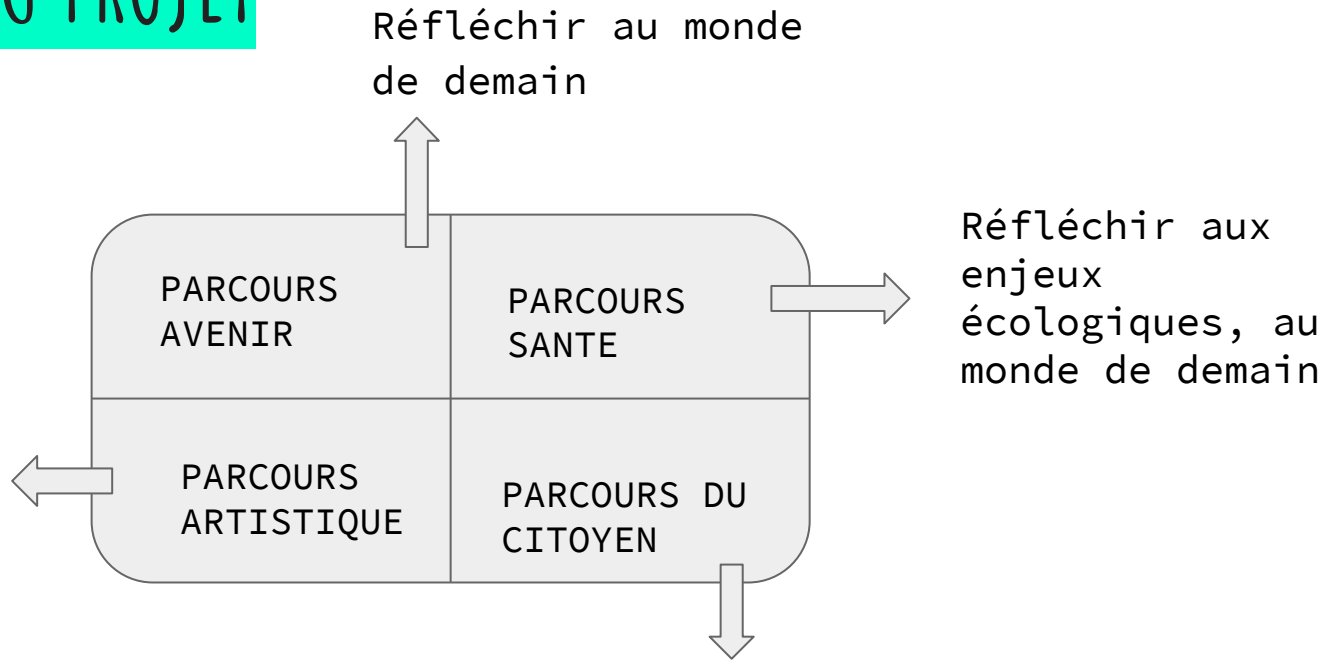 PROJET
Réfléchir au monde
de demain
Réfléchir aux
enjeux
écologiques, au
monde de demain
PARCOURS
AVENIR
PARCOURS
SANTE
PARCOURS
ARTISTIQUE
PARCOURS DU
CITOYEN